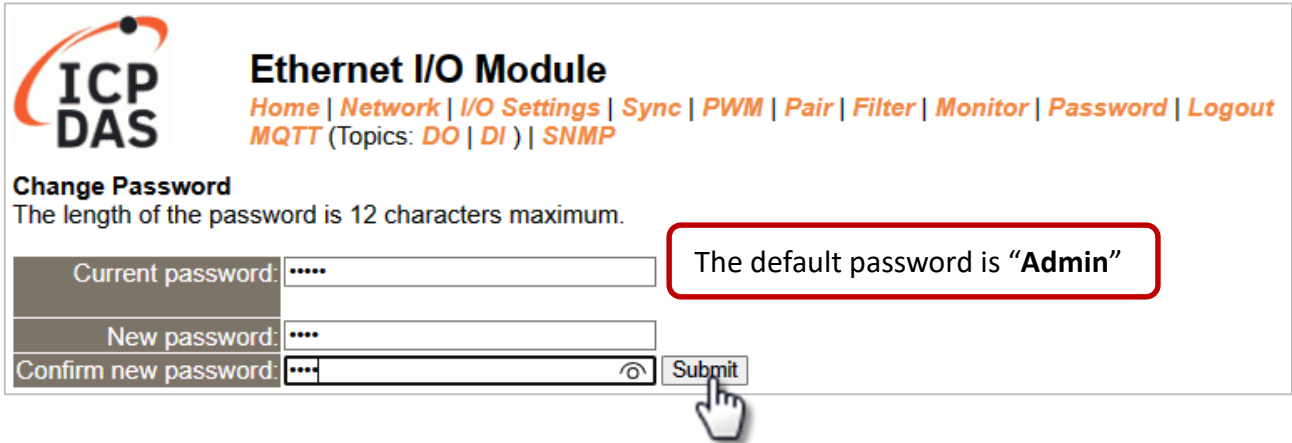 ICP
DAS
Ethernet I/O Module
Home | Network | I/O Settings | Sync | PWM | Pair | Filter | Monitor | Password | Logout
MQTT (Topics: DO | DI ) | SNMP
Change Password
The length of the password is 12 characters maximum.
The default password is “Admin”
Current password: •••••
New password: ••••
Confirm new password: •••• Submit